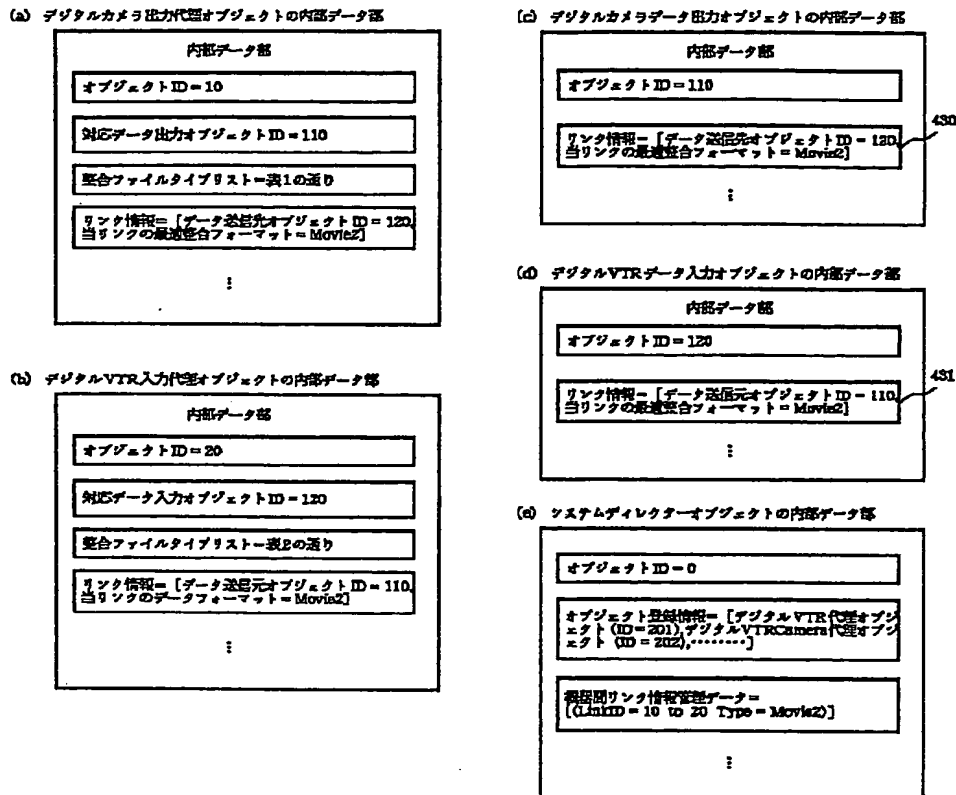 (a) デジタルカメラ出力代理オブジェクトの内部データ部
内部データ部
オブジェクトID=10
対応データ出力オブジェクトID=110
整合ファイルタイプリスト=表1の通り
リンク情報=[データ送信先オブジェクトID=120,
当リンクの最適整合フォーマット=Movie2]
⋮
(b) デジタルVTR入力代理オブジェクトの内部データ部
内部データ部
オブジェクトID=20
対応データ入力オブジェクトID=120
整合ファイルタイプリスト=表2の通り
リンク情報=[データ送信元オブジェクトID=110,
当リンクのデータフォーマット=Movie2]
⋮
(c) デジタルカメラデータ出力オブジェクトの内部データ部
内部データ部
オブジェクトID=110
リンク情報=[データ送信先オブジェクトID=120,
当リンクの最適整合フォーマット=Movie2]
430
⋮
(d) デジタルVTRデータ入力オブジェクトの内部データ部
内部データ部
オブジェクトID=120
リンク情報=[データ送信元オブジェクトID=110,
当リンクの最適整合フォーマット=Movie2]
431
⋮
(e) システムディレクターオブジェクトの内部データ部
オブジェクトID=0
オブジェクト登録情報=[デジタルVTR代理オブジ
ェクト(ID=201),デジタルVTRCamera代理オブジ
ェクト(ID=202),………]
機器間リンク情報管理データ=
[(LinkID=10 to 20 Type=Movie2)]
⋮